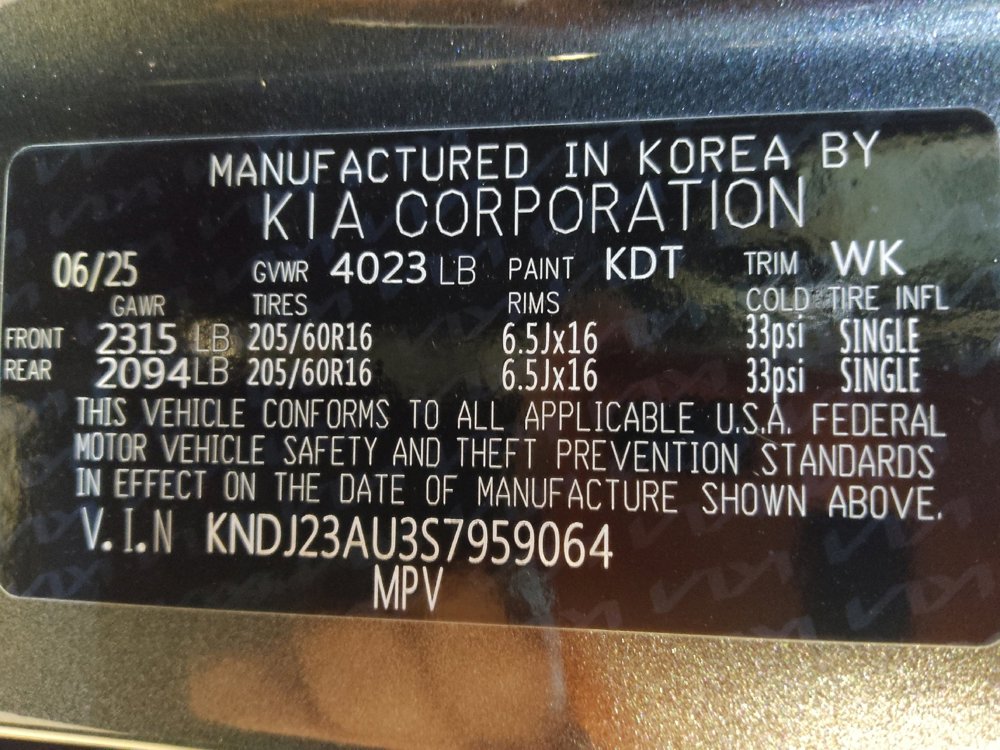 MANUFACTURED IN KOREA BY
KIA CORPORATION
06/25 GVWR 4023 LB PAINT KDT TRIM WK
GAWR TIRES RIMS COLD TIRE INFL
FRONT 2315 LB 205/60R16 6.5Jx16 33psi SINGLE
REAR 2094 LB 205/60R16 6.5Jx16 33psi SINGLE
THIS VEHICLE CONFORMS TO ALL APPLICABLE U.S.A. FEDERAL
MOTOR VEHICLE SAFETY AND THEFT PREVENTION STANDARDS
IN EFFECT ON THE DATE OF MANUFACTURE SHOWN ABOVE.
V.I.N KNDJ23AU3S7959064
MPV